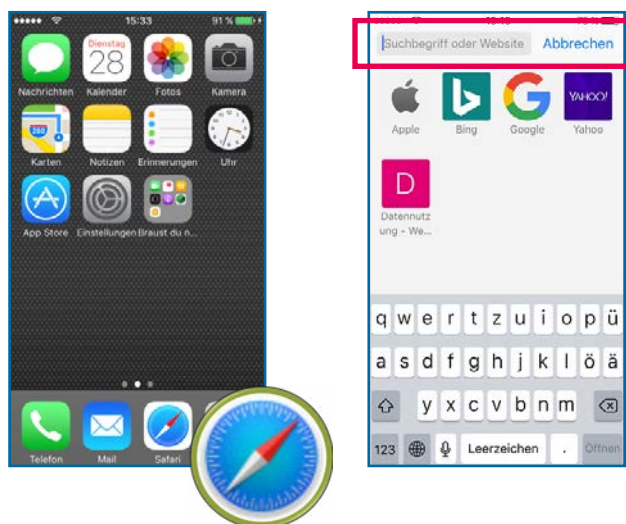 15:33 91 %
Dienstag
28
Nachrichten Kalender Fotos Kamera
280
Karten Notizen Erinnerungen Uhr
App Store Einstellungen Braust du n...
Telefon Mail Safari
Suchbegriff oder Website Abbrechen
YAHOO!
Apple Bing Google Yahoo
D
Datennutz
ung - We...
q w e r t z u i o p ü
a s d f g h j k l ö ä
y x c v b n m
123 Leerzeichen . Öffnen